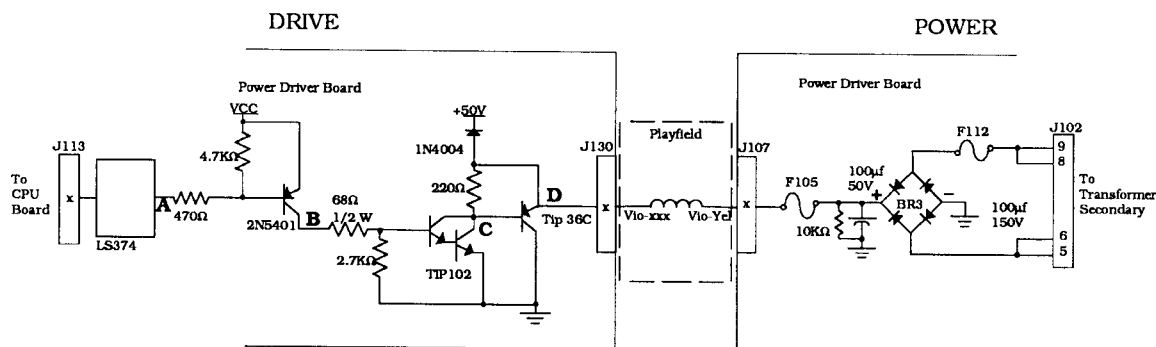 DRIVE
POWER
Power Driver Board
Power Driver Board
VCC
+50V
Playfield
J113
J130
J107
J102
F112
4.7KΩ
1N4004
9
8
To
CPU
Board
x
A
470Ω
LS374
2N5401
B
68Ω
1/2 W
220Ω
C
D
Tip 36C
x
Vio-xxx
Vio-Yel
x
F105
100µf
50V
+
−
BR3
10KΩ
100µf
150V
To
Transformer
Secondary
6
5
2.7KΩ
TIP102